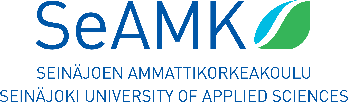 SeAMK
SEINÄJOEN AMMATTIKORKEAKOULU
SEINÄJOKI UNIVERSITY OF APPLIED SCIENCES